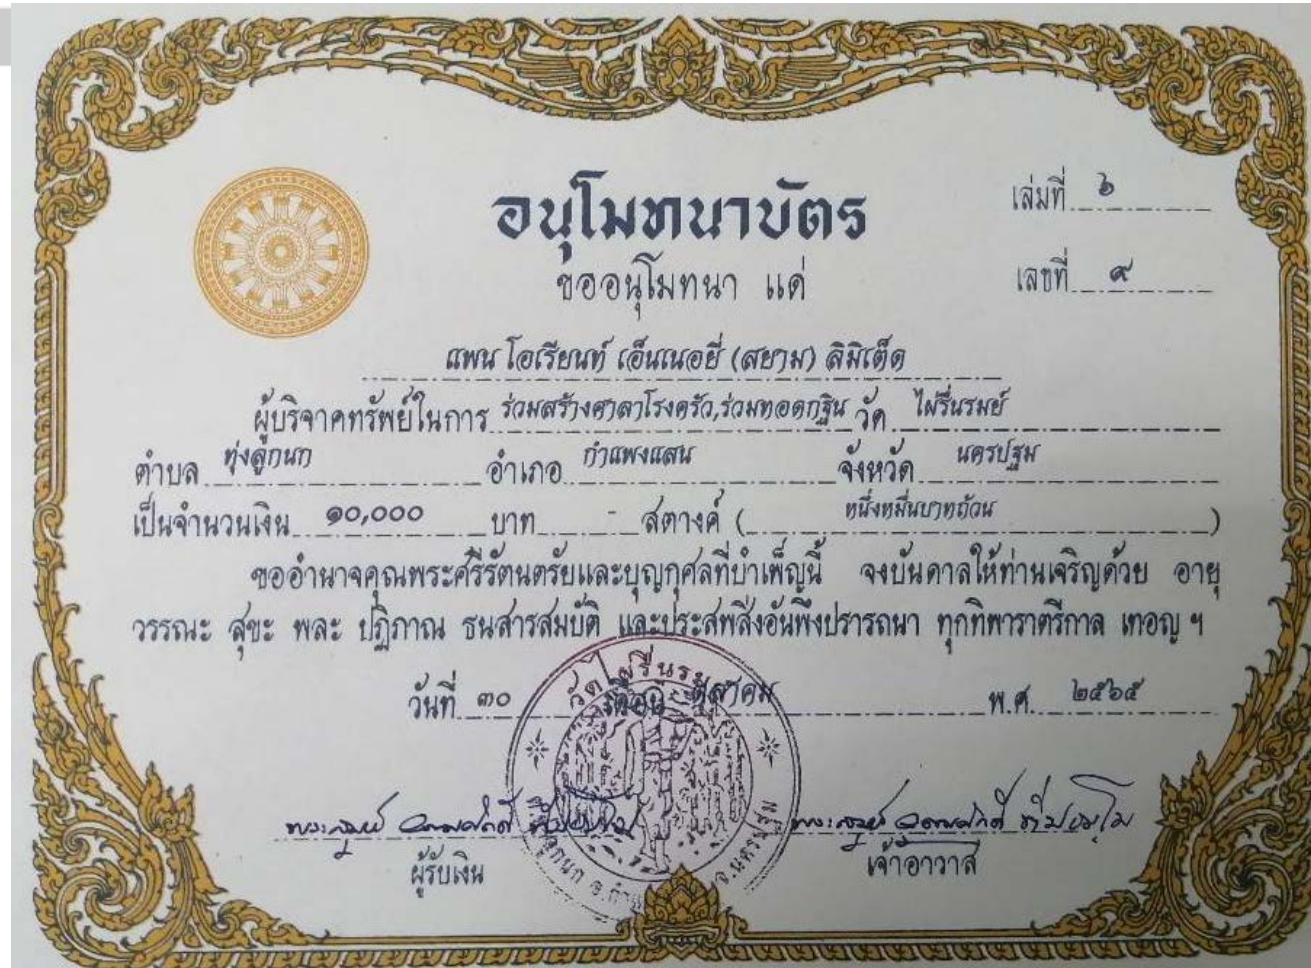 อนุโมทนาบัตร
เล่มที่ ๖
ขออนุโมทนา แด่
เลขที่ ๙
แพน โอเรียนท์ เอ็นเนอยี่ (สยาม) ลิมิเต็ด
ผู้บริจาคทรัพย์ในการ ร่วมสร้างศาลาโรงครัว,ร่วมทอดกฐิน วัด ไผ่รื่นรมย์
ตำบล ทุ่งลูกนก อำเภอ กำแพงแสน จังหวัด นครปฐม
เป็นจำนวนเงิน ๑๐,๐๐๐ บาท - สตางค์ ( หนึ่งหมื่นบาทถ้วน )
ขออำนาจคุณพระศรีรัตนตรัยและบุญกุศลที่บำเพ็ญนี้ จงบันดาลให้ท่านเจริญด้วย อายุ
วรรณะ สุขะ พละ ปฏิภาณ ธนสารสมบัติ และประสพสิ่งอันพึงปรารถนา ทุกทิพาราตรีกาล เทอญ ฯ
วันที่ ๓๐ เดือน ตุลาคม พ.ศ. ๒๕๖๕
ผู้รับเงิน
เจ้าอาวาส